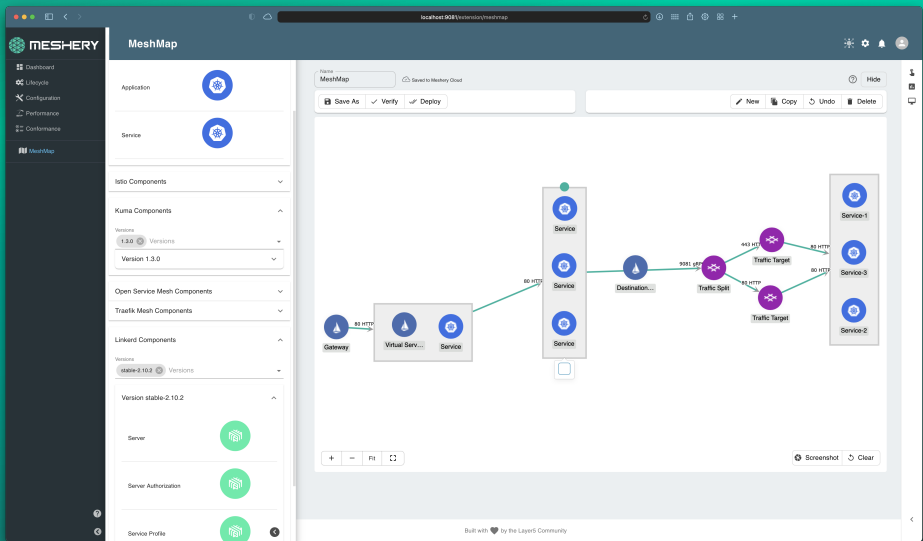 localhost:9081/extension/meshmap
MESHERY
MeshMap
Dashboard
Lifecycle
Configuration
Performance
Conformance
MeshMap
Application
Service
Istio Components
Kuma Components
Versions
1.3.0 Versions
Version 1.3.0
Open Service Mesh Components
Traefik Mesh Components
Linkerd Components
Versions
stable-2.10.2 Versions
Version stable-2.10.2
Server
Server Authorization
Service Profile
Name
MeshMap
Saved to Meshery Cloud
Hide
Save As Verify Deploy
New Copy Undo Delete
Gateway
80 HTTP
Virtual Serv...
Service
80 HTTP
Service
Service
Service
Destination...
9081 gRPC
Traffic Split
443 HTT
80 HTTP
Traffic Target
Traffic Target
80 HTTP
80 HTTP
Service-1
Service-3
Service-2
+ − Fit
Screenshot Clear
Built with by the Layer5 Community